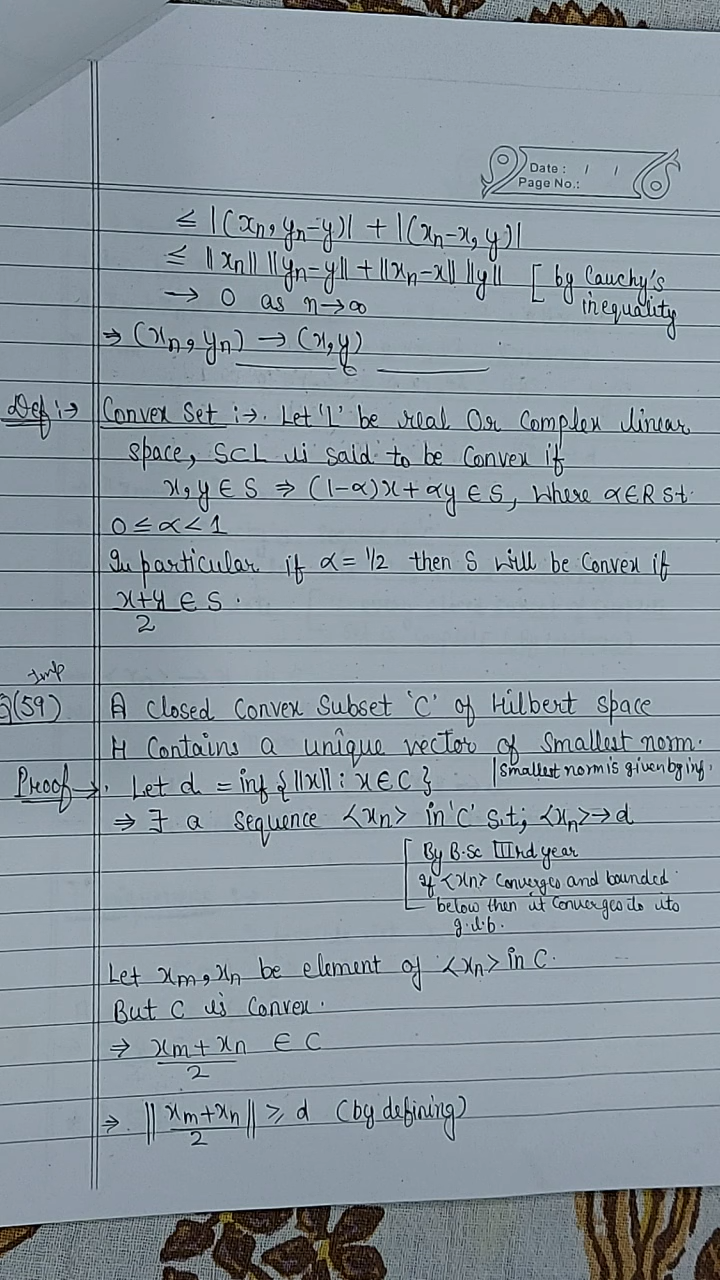 Date : / /
Page No.:
≤ |(xn, yn-y)| + |(xn-x, y)|
≤ ||xn|| ||yn-y|| + ||xn-x|| ||y|| [ by Cauchy's
inequality
→ 0 as n→∞
⇒ (xn, yn) → (x,y)
Def :→ Convex Set :→. Let 'L' be real Or Complex linear
space, SCL is said to be Convex if
x,y ∈ S ⇒ (1-α)x + αy ∈ S, Where α∈R s.t.
0 ≤ α < 1
In particular if α = 1/2 then S will be Convex if
x+y/2 ∈ S.
Imp
(59) A Closed Convex Subset 'C' of Hilbert space
H Contains a unique vector of Smallest norm.
Proof→. Let d = inf {||x|| : x∈C} | Smallest norm is given by inf.
⇒ ∃ a sequence <xn> in 'C' s.t; <xn>→d
[ By B.Sc IIIrd year
if <xn> Converges and bounded
below then it Converges to its
g.l.b.
Let xm, xn be element of <xn> in C.
But C is Convex.
⇒ xm+xn/2 ∈ C
⇒ ||xm+xn/2|| ≥ d (by defining)